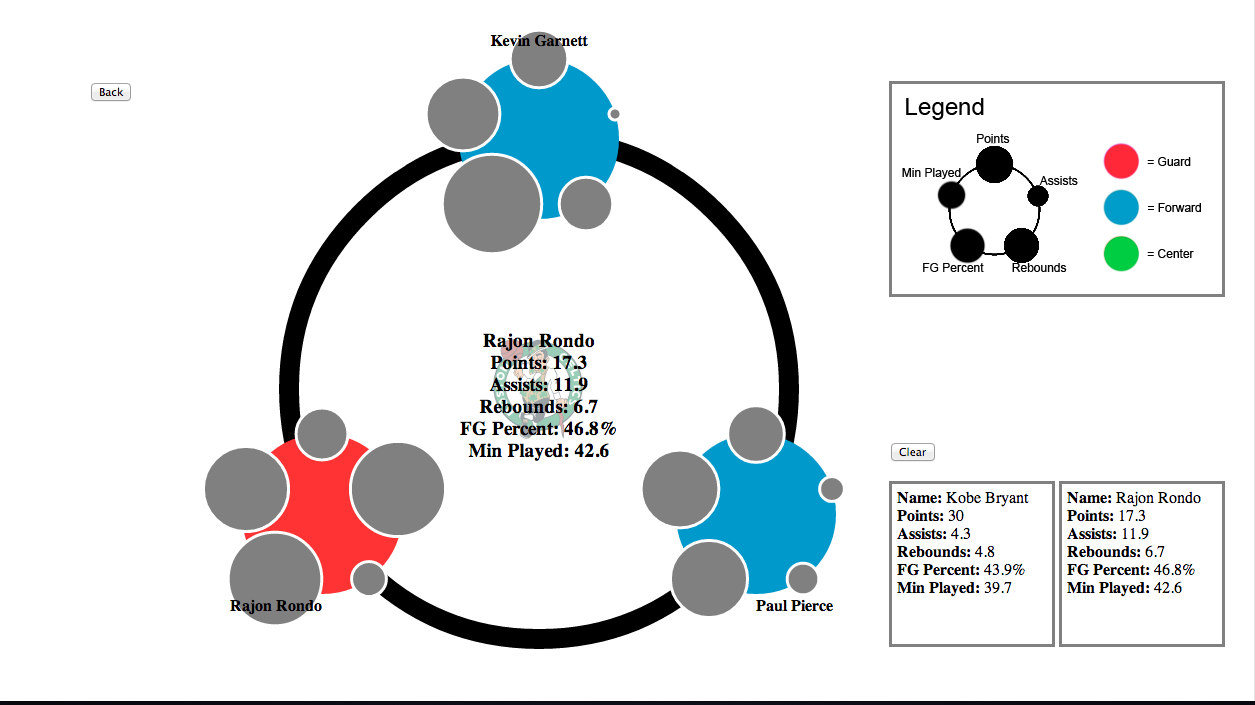 Kevin Garnett
Back
Legend
Points
Min Played
Assists
FG Percent
Rebounds
= Guard
= Forward
= Center
Rajon Rondo
Points: 17.3
Assists: 11.9
Rebounds: 6.7
FG Percent: 46.8%
Min Played: 42.6
Rajon Rondo
Paul Pierce
Clear
Name: Kobe Bryant
Points: 30
Assists: 4.3
Rebounds: 4.8
FG Percent: 43.9%
Min Played: 39.7
Name: Rajon Rondo
Points: 17.3
Assists: 11.9
Rebounds: 6.7
FG Percent: 46.8%
Min Played: 42.6